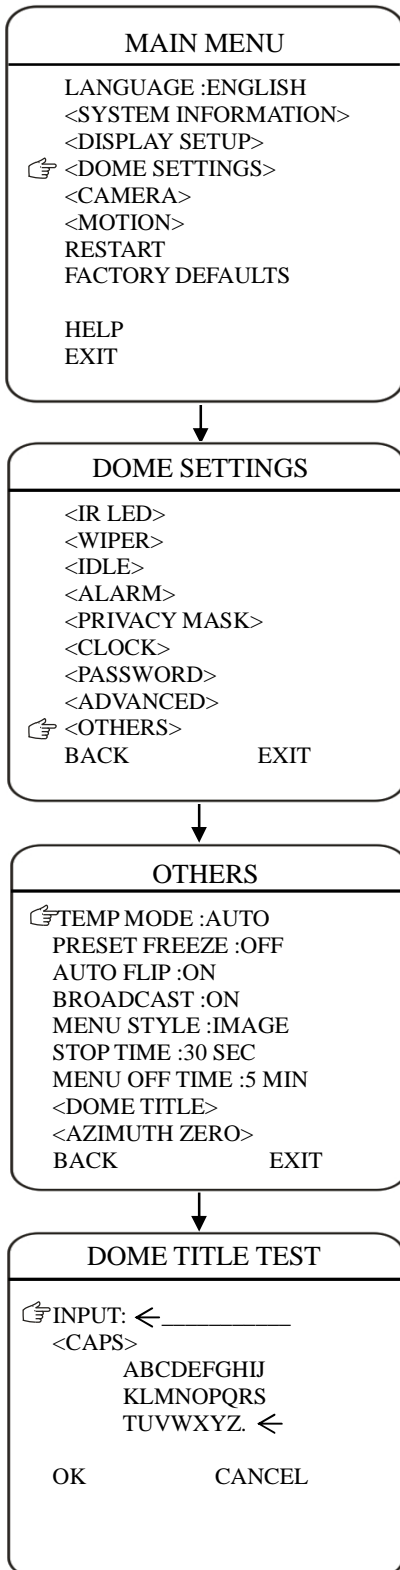 MAIN MENU
LANGUAGE :ENGLISH
<SYSTEM INFORMATION>
<DISPLAY SETUP>
<DOME SETTINGS>
<CAMERA>
<MOTION>
RESTART
FACTORY DEFAULTS
HELP
EXIT
DOME SETTINGS
<IR LED>
<WIPER>
<IDLE>
<ALARM>
<PRIVACY MASK>
<CLOCK>
<PASSWORD>
<ADVANCED>
<OTHERS>
BACK EXIT
OTHERS
TEMP MODE :AUTO
PRESET FREEZE :OFF
AUTO FLIP :ON
BROADCAST :ON
MENU STYLE :IMAGE
STOP TIME :30 SEC
MENU OFF TIME :5 MIN
<DOME TITLE>
<AZIMUTH ZERO>
BACK EXIT
DOME TITLE TEST
INPUT: ←___________
<CAPS>
ABCDEFGHIJ
KLMNOPQRS
TUVWXYZ. ←
OK CANCEL